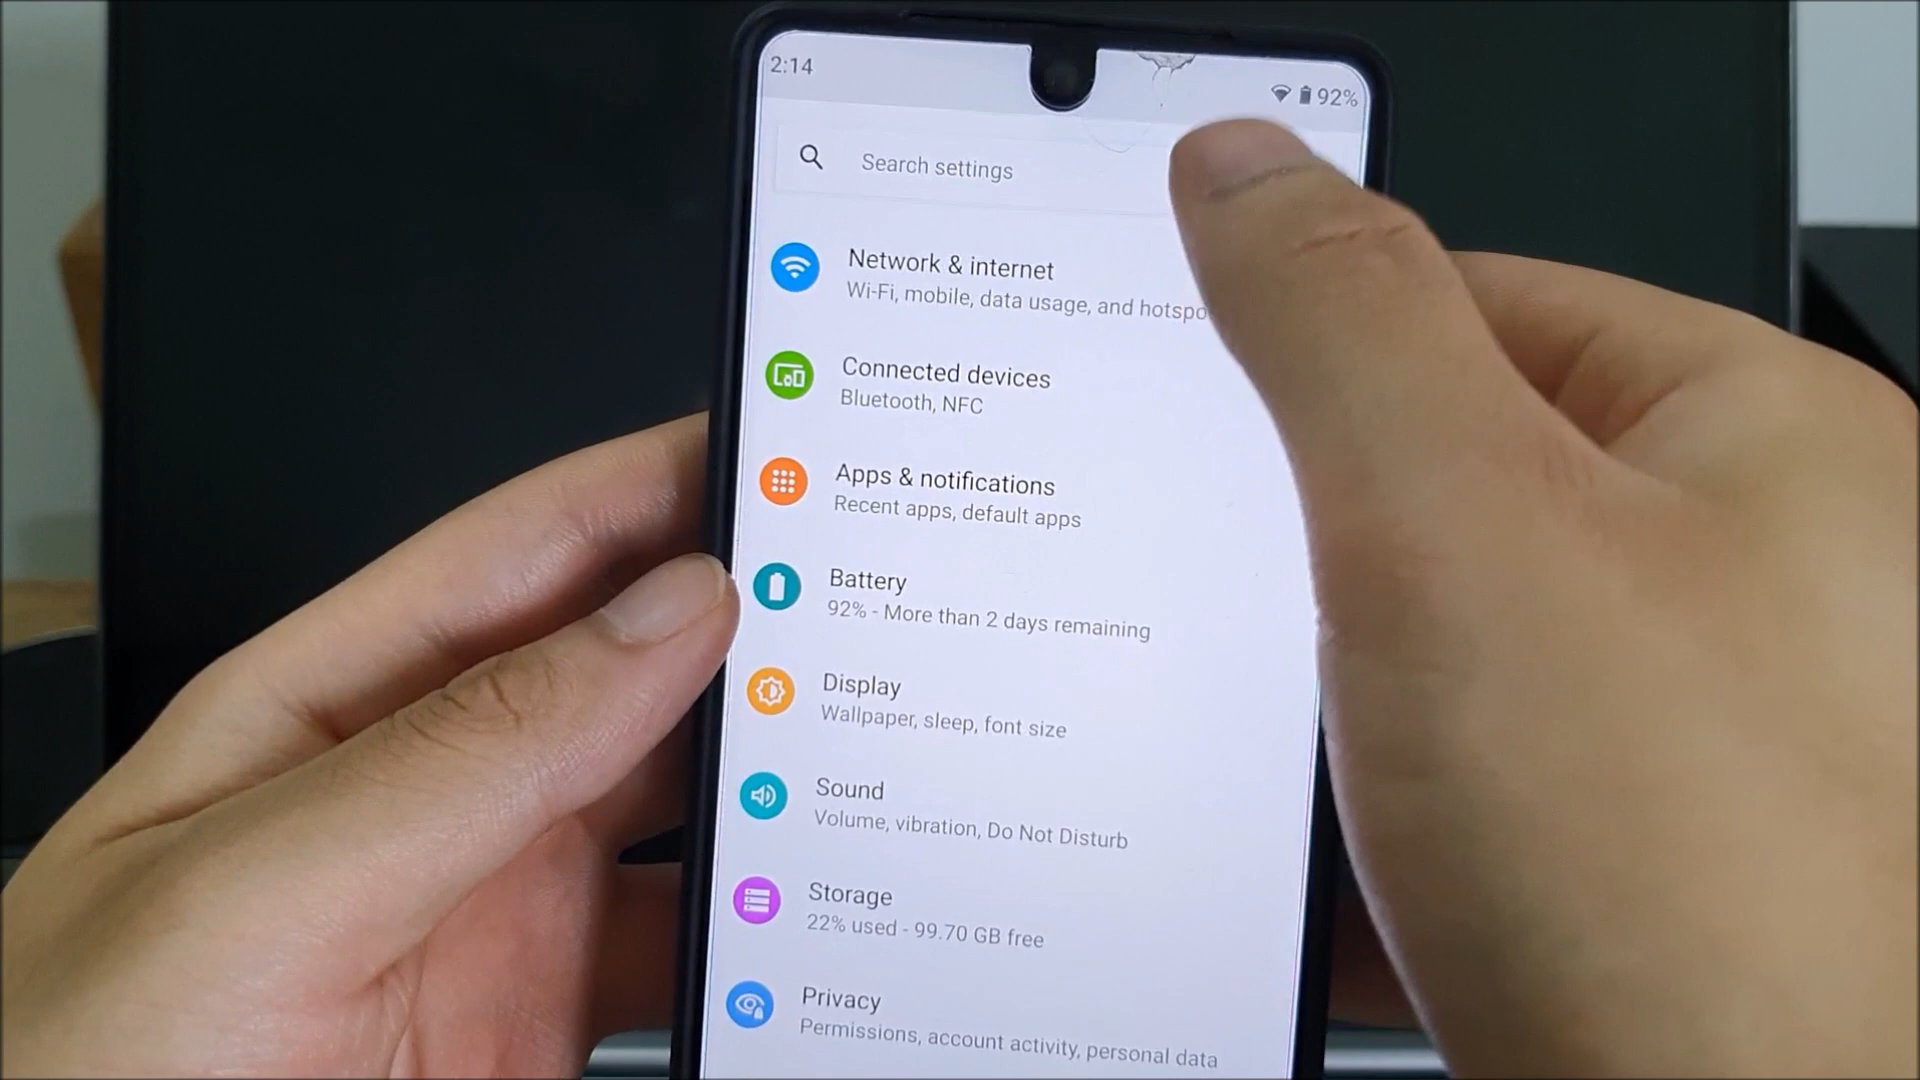 2:14
92%
Search settings
Network & internet
Wi-Fi, mobile, data usage, and hotspo
Connected devices
Bluetooth, NFC
Apps & notifications
Recent apps, default apps
Battery
92% - More than 2 days remaining
Display
Wallpaper, sleep, font size
Sound
Volume, vibration, Do Not Disturb
Storage
22% used - 99.70 GB free
Privacy
Permissions, account activity, personal data